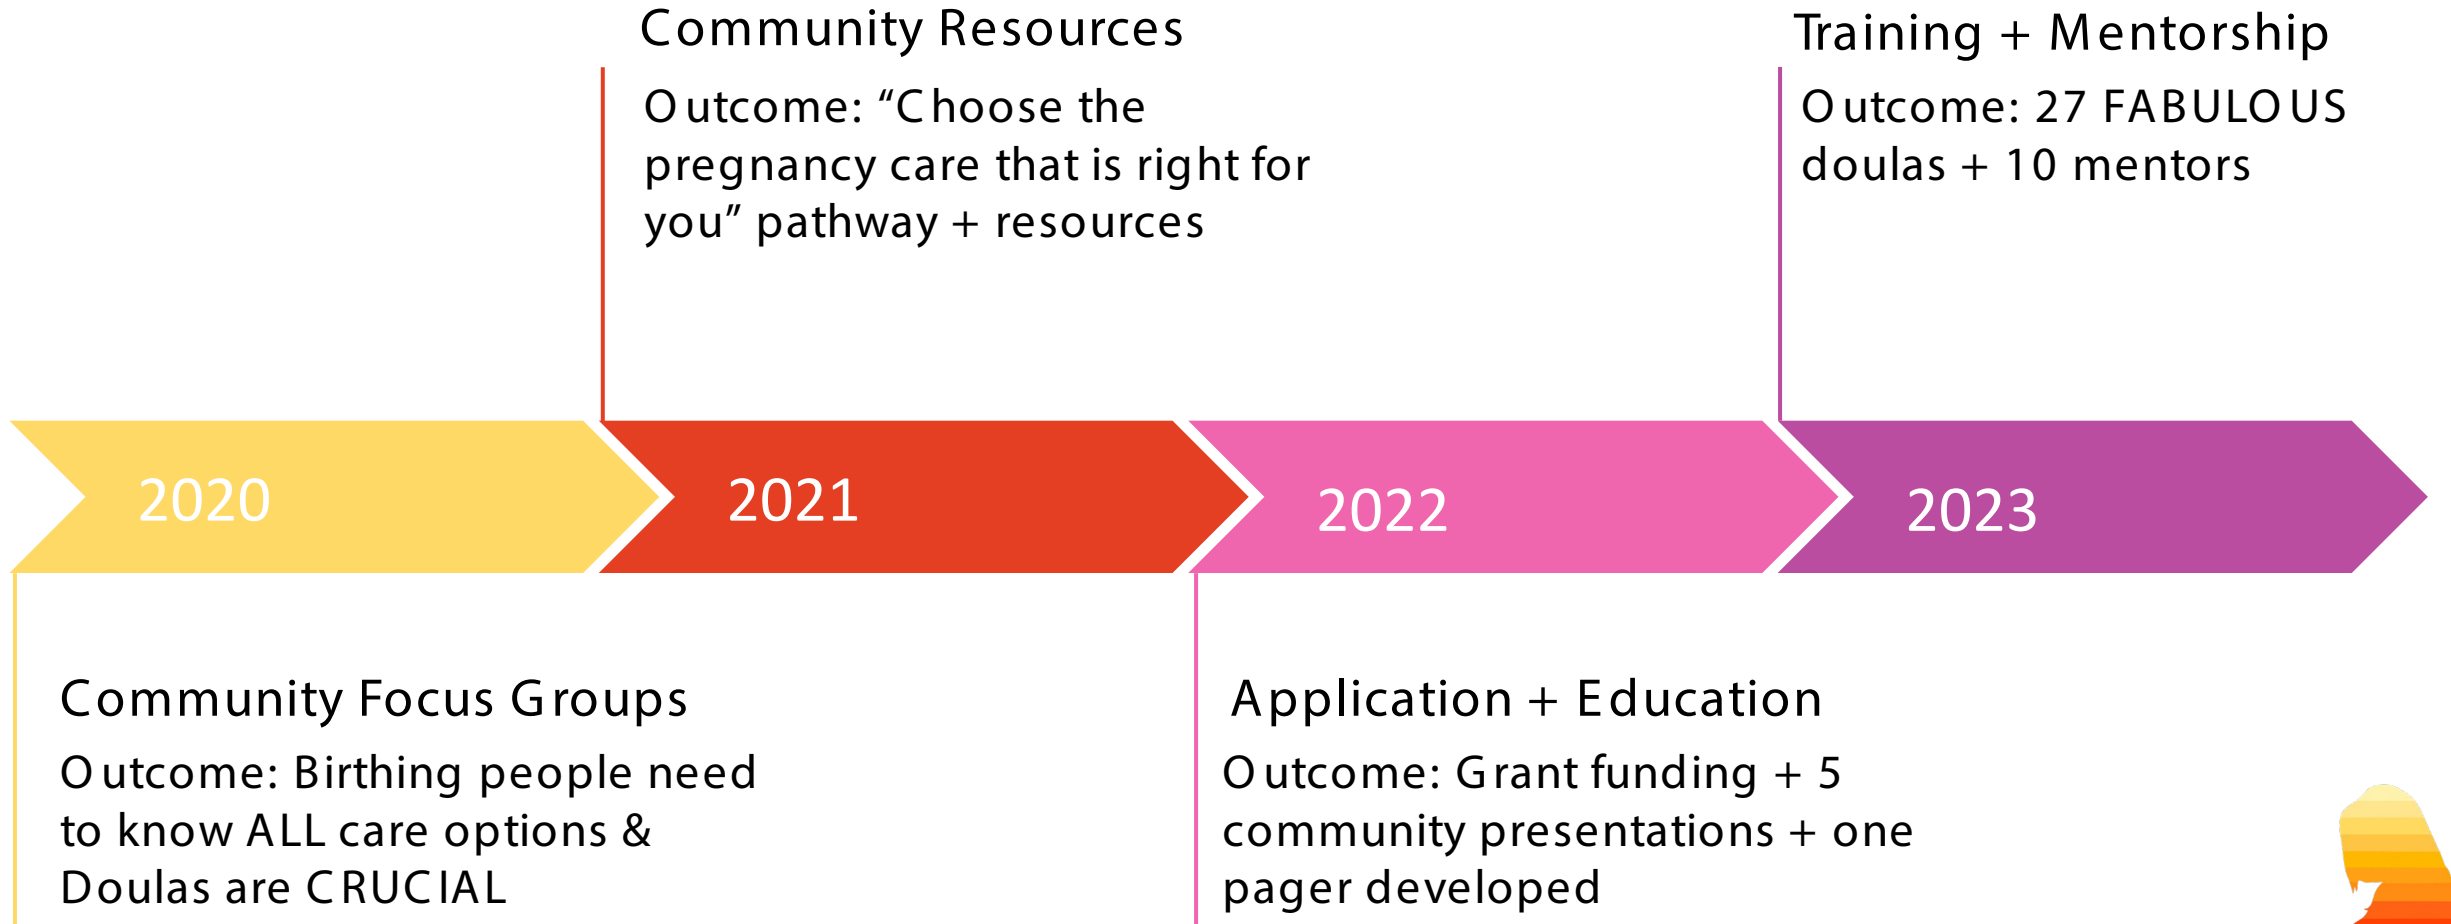 Community Resources
Outcome: “Choose the
pregnancy care that is right for
you” pathway + resources
Training + Mentorship
Outcome: 27 FABULOUS
doulas + 10 mentors
2020
2021
2022
2023
Community Focus Groups
Outcome: Birthing people need
to know ALL care options &
Doulas are CRUCIAL
Application + Education
Outcome: Grant funding + 5
community presentations + one
pager developed